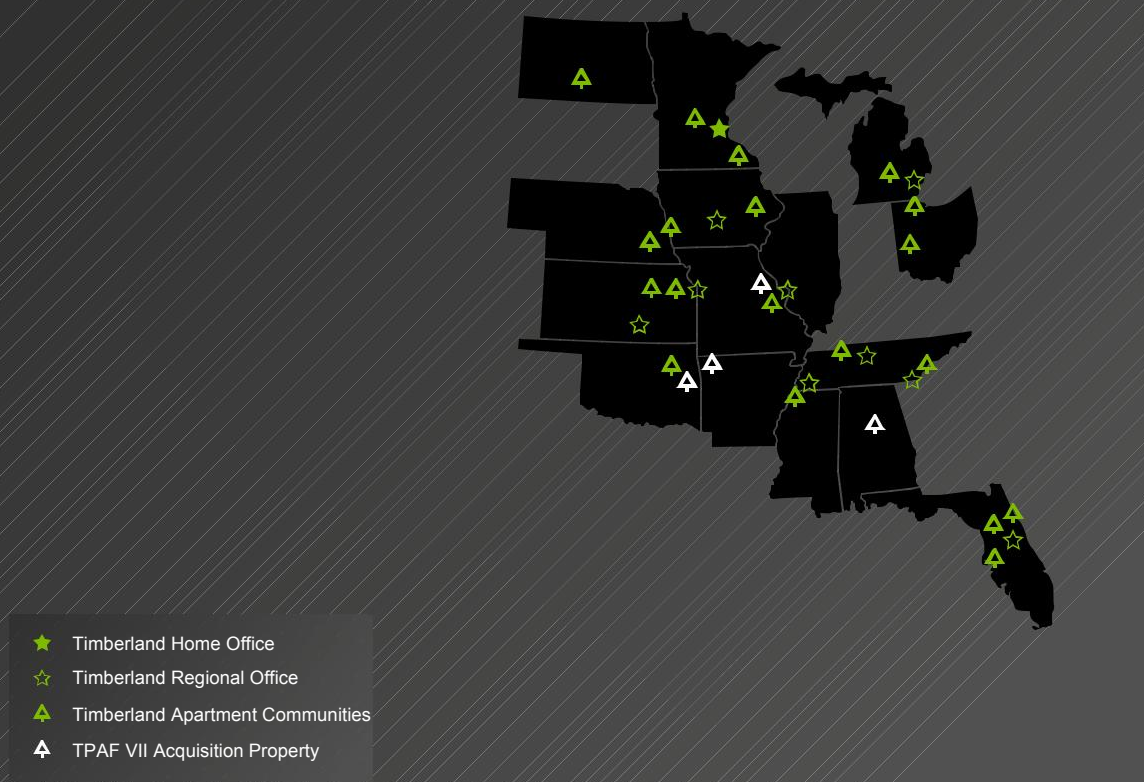 Timberland Home Office
Timberland Regional Office
Timberland Apartment Communities
TPAF VII Acquisition Property